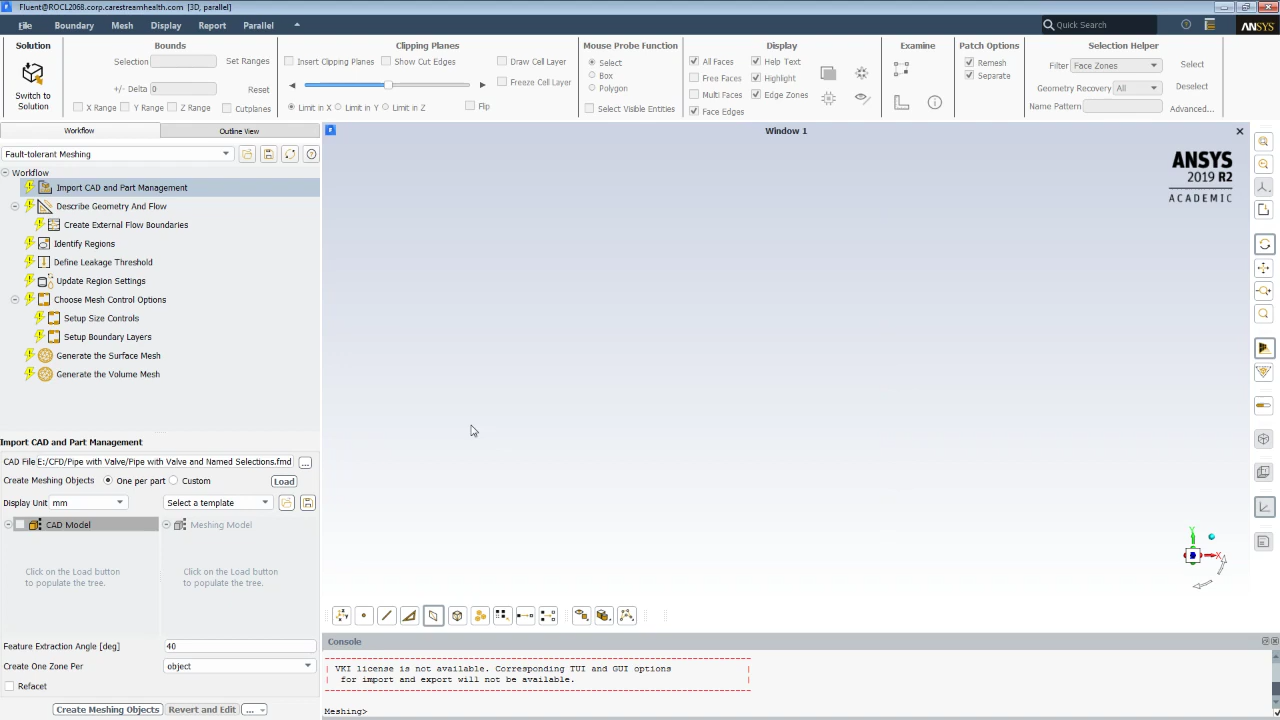 Fluent@ROCL2068.corp.carestreamhealth.com [3D, parallel]
File Boundary Mesh Display Report Parallel Quick Search ANSYS
Solution Bounds Clipping Planes Mouse Probe Function Display Examine Patch Options Selection Helper
Switch to Solution
Selection Set Ranges
+/- Delta 0 Reset
X Range Y Range Z Range Cutplanes
Insert Clipping Planes Show Cut Edges Draw Cell Layer
Freeze Cell Layer
Limit in X Limit in Y Limit in Z Flip
Select
Box
Polygon
Select Visible Entities
All Faces Help Text
Free Faces Highlight
Multi Faces Edge Zones
Face Edges
Remesh
Separate
Filter Face Zones Select
Geometry Recovery All Deselect
Name Pattern Advanced...
Workflow Outline View
Fault-tolerant Meshing
Workflow
Import CAD and Part Management
Describe Geometry And Flow
Create External Flow Boundaries
Identify Regions
Define Leakage Threshold
Update Region Settings
Choose Mesh Control Options
Setup Size Controls
Setup Boundary Layers
Generate the Surface Mesh
Generate the Volume Mesh
Import CAD and Part Management
CAD File E:/CFD/Pipe with Valve/Pipe with Valve and Named Selections.fmd ...
Create Meshing Objects One per part Custom Load
Display Unit mm Select a template
CAD Model Meshing Model
Click on the Load button to populate the tree.
Click on the Load button to populate the tree.
Feature Extraction Angle [deg] 40
Create One Zone Per object
Refacet
Create Meshing Objects Revert and Edit ...
Window 1
ANSYS
2019 R2
ACADEMIC
Y
X
Console
| VKI license is not available. Corresponding TUI and GUI options |
| for import and export will not be available. |
Meshing>